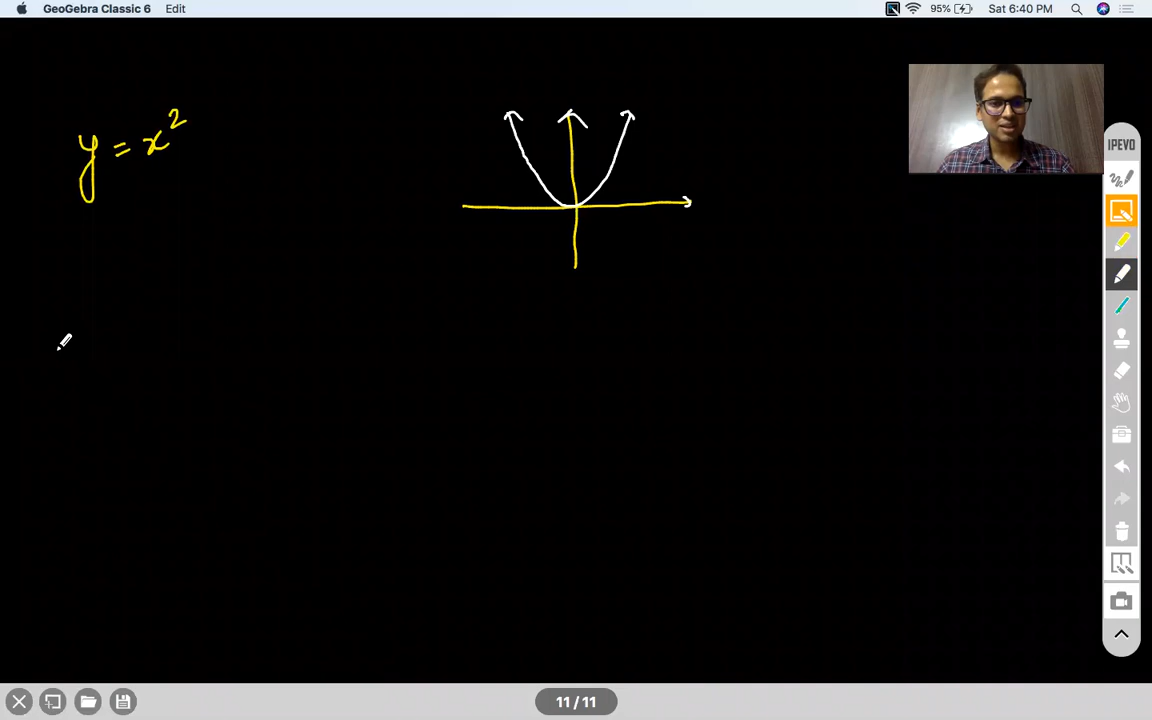 GeoGebra Classic 6 Edit 95% Sat 6:40 PM
y = x²
IPEVO
11/11